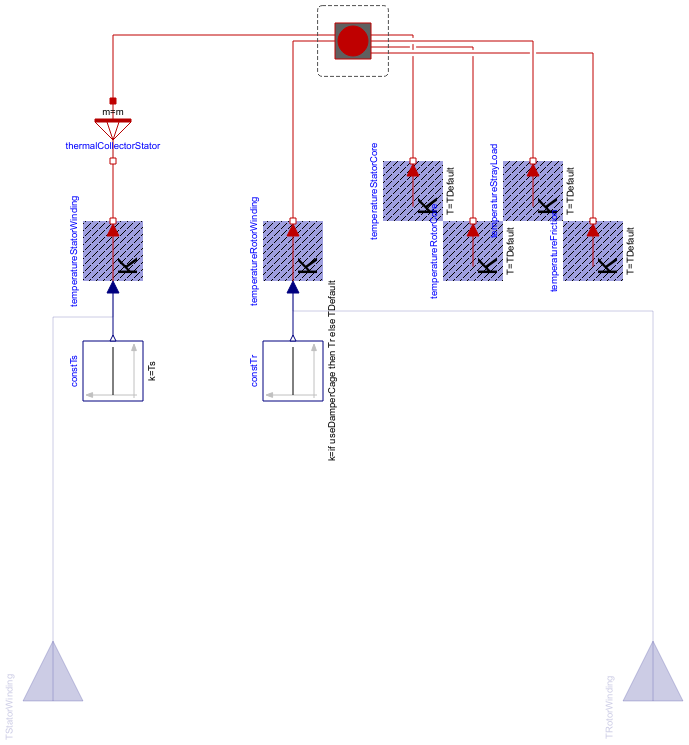 m=m
thermalCollectorStator
temperatureStatorWinding
K
temperatureRotorWinding
K
temperatureStatorCore
K
T=TDefault
temperatureRotorCore
K
T=TDefault
temperatureStrayLoad
K
T=TDefault
temperatureFriction
K
T=TDefault
constTs
k=Ts
constTr
k=if useDamperCage then Tr else TDefault
TStatorWinding
TRotorWinding